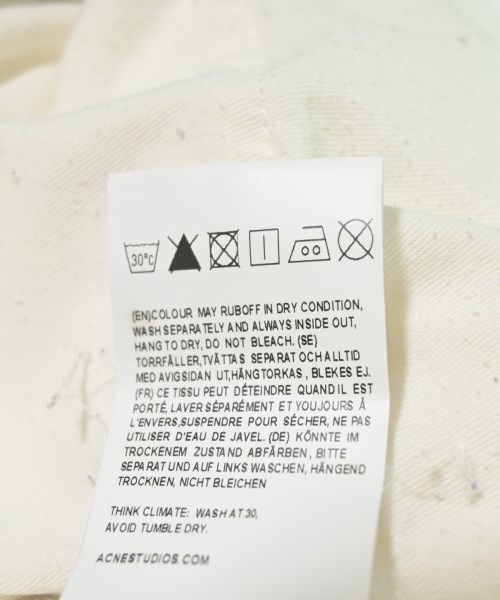 30°C
(EN)COLOUR MAY RUBOFF IN DRY CONDITION,
WASH SEPARATELY AND ALWAYS INSIDE OUT,
HANG TO DRY, DO NOT BLEACH. (SE)
TORRFÄLLER,TVÄTTAS SEPARAT OCH ALLTID
MED AVIGSIDAN UT,HÄNGTORKAS , BLEKES EJ.
(FR) CE TISSU PEUT DÉTEINDRE QUAND IL EST
PORTÉ, LAVER SÉPARÉMENT ET TOUJOURS À
L'ENVERS,SUSPENDRE POUR SÉCHER, NE PAS
UTILISER D'EAU DE JAVEL. (DE) KÖNNTE IM
TROCKENEM ZUSTAND ABFÄRBEN , BITTE
SEPARAT UND AUF LINKS WASCHEN, HÄNGEND
TROCKNEN, NICHT BLEICHEN
THINK CLIMATE: WASH AT 30,
AVOID TUMBLE DRY.
ACNESTUDIOS.COM